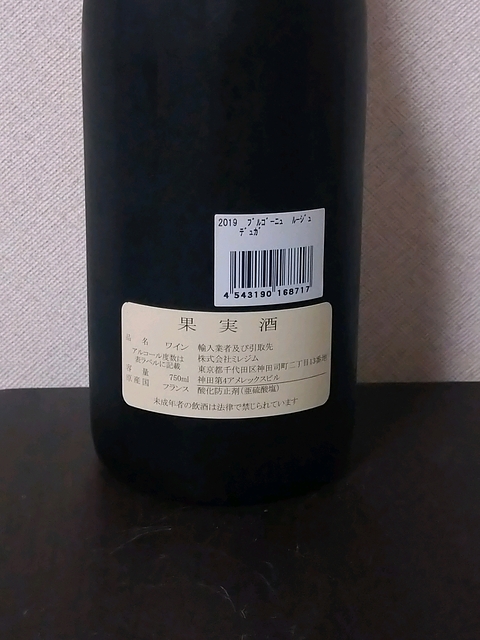 2019 ブルゴーニュ ルージュ
デュガ
4 543190 168717
果実酒
品名 ワイン
アルコール度数は
表ラベルに記載
容量 750ml
原産国 フランス
輸入業者及び引取先
株式会社ミレジム
東京都千代田区神田司町二丁目13番地
神田第4アメレックスビル
酸化防止剤(亜硫酸塩)
未成年者の飲酒は法律で禁じられています